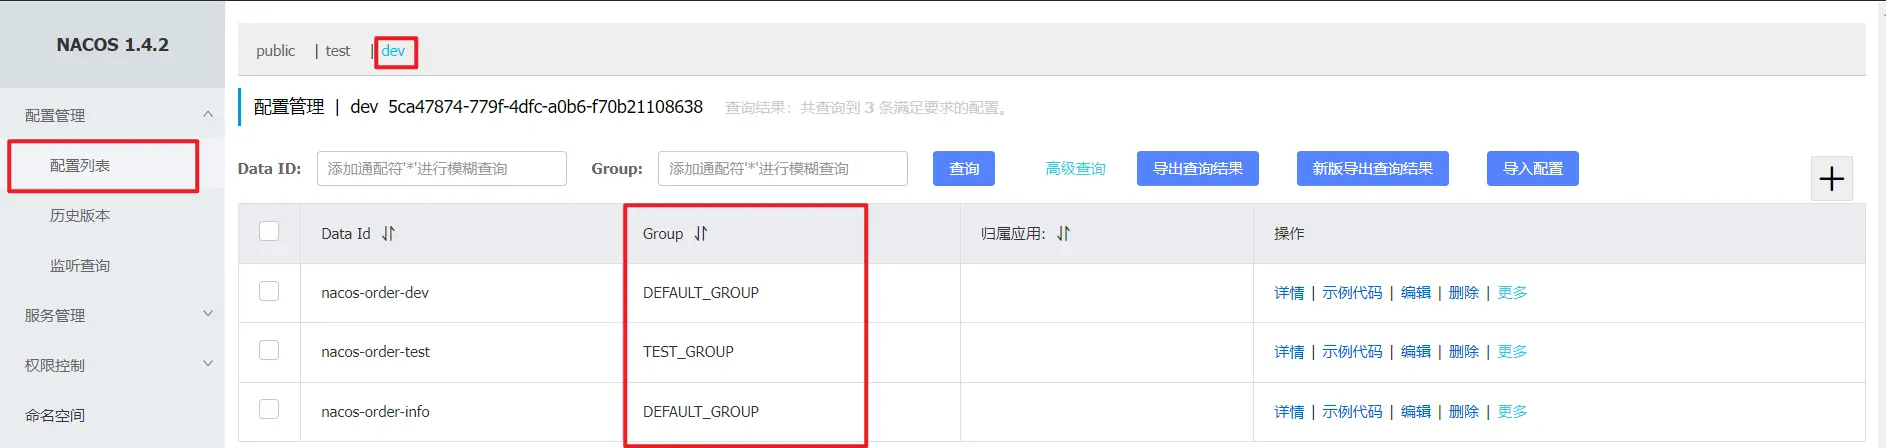 NACOS 1.4.2
配置管理
配置列表
历史版本
监听查询
服务管理
权限控制
命名空间
public | test | dev
配置管理 | dev 5ca47874-779f-4dfc-a0b6-f70b21108638 查询结果：共查询到 3 条满足要求的配置。
Data ID: 添加通配符'*'进行模糊查询 Group: 添加通配符'*'进行模糊查询 查询 高级查询 导出查询结果 新版导出查询结果 导入配置
Data Id Group 归属应用: 操作
nacos-order-dev DEFAULT_GROUP 详情 | 示例代码 | 编辑 | 删除 | 更多
nacos-order-test TEST_GROUP 详情 | 示例代码 | 编辑 | 删除 | 更多
nacos-order-info DEFAULT_GROUP 详情 | 示例代码 | 编辑 | 删除 | 更多